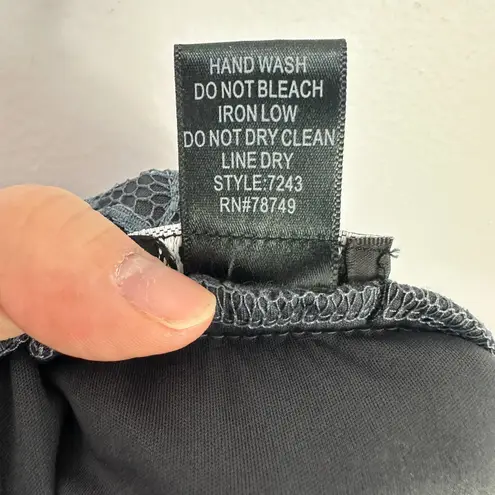 HAND WASH
DO NOT BLEACH
IRON LOW
DO NOT DRY CLEAN
LINE DRY
STYLE:7243
RN#78749